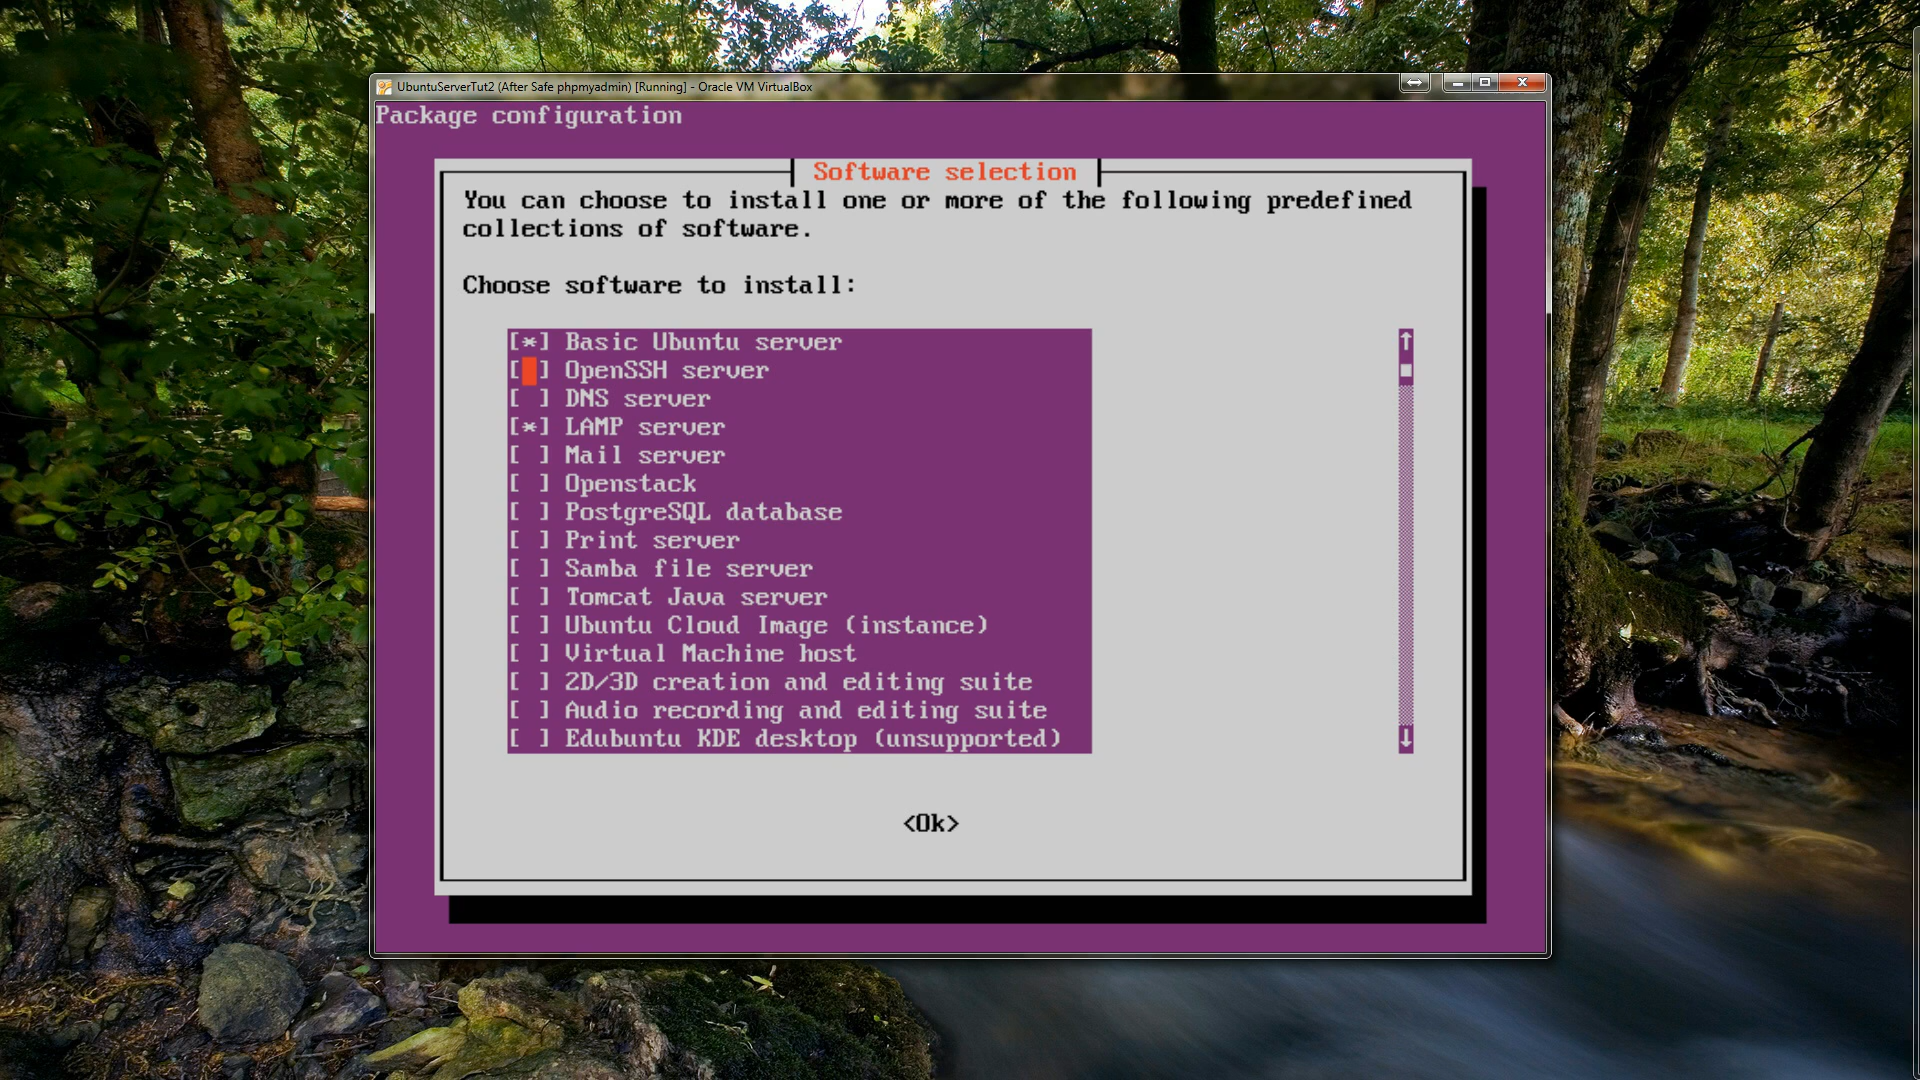 UbuntuServerTut2 (After Safe phpmyadmin) [Running] - Oracle VM VirtualBox
Package configuration
Software selection
You can choose to install one or more of the following predefined
collections of software.
Choose software to install:
[*] Basic Ubuntu server
[ ] OpenSSH server
[ ] DNS server
[*] LAMP server
[ ] Mail server
[ ] Openstack
[ ] PostgreSQL database
[ ] Print server
[ ] Samba file server
[ ] Tomcat Java server
[ ] Ubuntu Cloud Image (instance)
[ ] Virtual Machine host
[ ] 2D/3D creation and editing suite
[ ] Audio recording and editing suite
[ ] Edubuntu KDE desktop (unsupported)
<Ok>